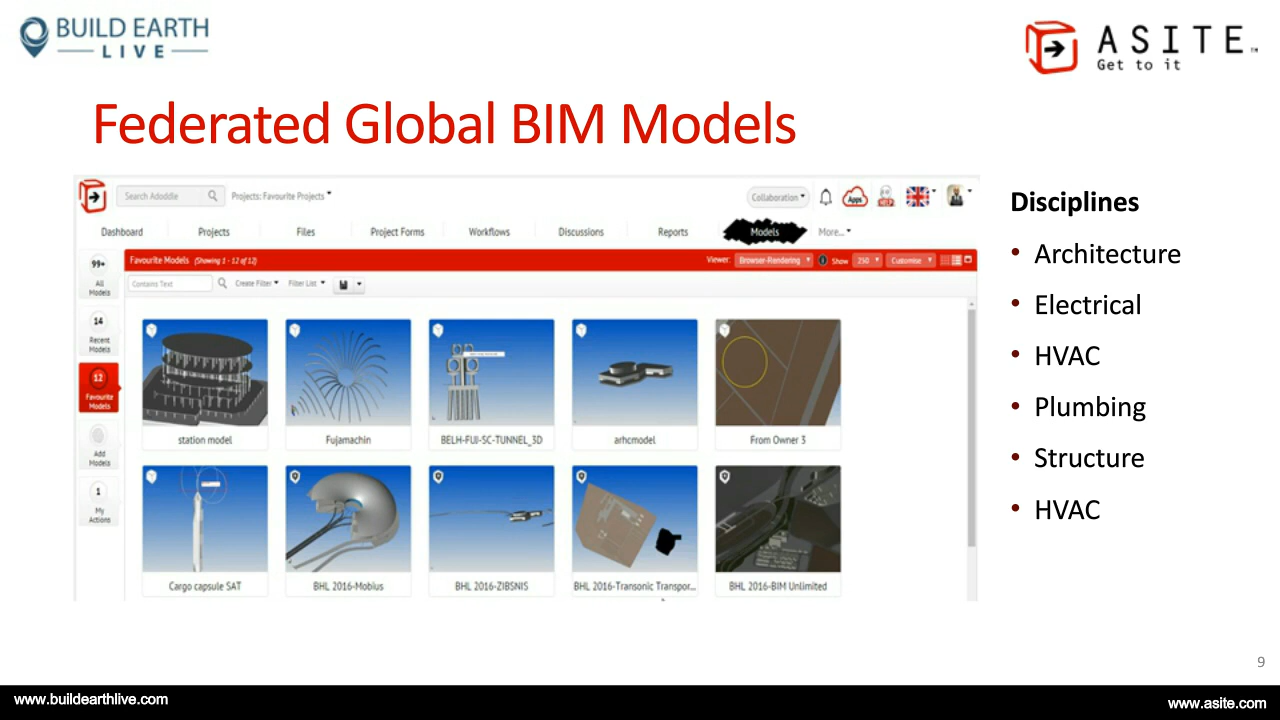 BUILD EARTH
LIVE
ASITE™
Get to it
Federated Global BIM Models
Search Adoddle
Projects: Favourite Projects
Collaboration
Apps
HELP
Dashboard
Projects
Files
Project Forms
Workflows
Discussions
Reports
Models
More...
99+
All
Models
14
Recent
Models
12
Favourite
Models
Add
Models
1
My
Actions
Favourite Models (Showing 1 - 12 of 12)
Viewer: Browser-Rendering
Show 250
Customise
Contains Text
Create Filter
Filter List
station model
Fujamachin
BELH-FUI-SC-TUNNEL_3D
arhcmodel
From Owner 3
Cargo capsule SAT
BHL 2016-Mobius
BHL 2016-ZIBSNIS
BHL 2016-Transonic Transpor...
BHL 2016-BIM Unlimited
Disciplines
• Architecture
• Electrical
• HVAC
• Plumbing
• Structure
• HVAC
9
www.buildearthlive.com
www.asite.com